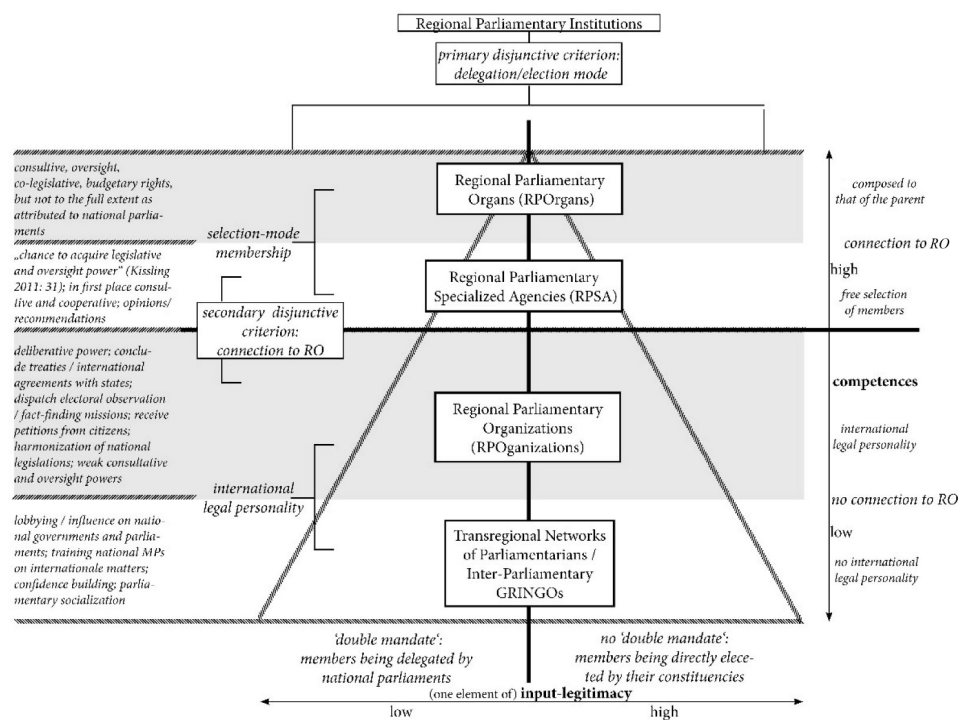 Regional Parliamentary Institutions
primary disjunctive criterion:
delegation/election mode
consultive, oversight,
co-legislative, budgetary rights,
but not to the full extent as
attributed to national parlia-
ments
„chance to acquire legislative
and oversight power“ (Kissling
2011: 31); in first place consul-
tive and cooperative; opinions/
recommendations
deliberative power; conclu-
de treaties / international
agreements with states;
dispatch electoral observation
/ fact-finding missions; receive
petitions from citizens;
harmonization of national
legislations; weak consultative
and oversight powers
lobbying / influence on natio-
nal governments and parlia-
ments; training national MPs
on internationale matters;
confidence building; parlia-
mentary socialization
selection-mode
membership
secondary disjunctive
criterion:
connection to RO
international
legal personality
Regional Parliamentary
Organs (RPOrgans)
Regional Parliamentary
Specialized Agencies (RPSA)
Regional Parliamentary
Organizations
(RPOganizations)
Transregional Networks
of Parliamentarians /
Inter-Parliamentary
GRINGOs
composed to
that of the parent
connection to RO
high
free selection
of members
competences
international
legal personality
no connection to RO
low
no international
legal personality
‘double mandate‘:
members being delegated by
national parliaments
no ‘double mandate‘:
members being directly elece-
ted by their constituencies
(one element of) input-legitimacy
low
high